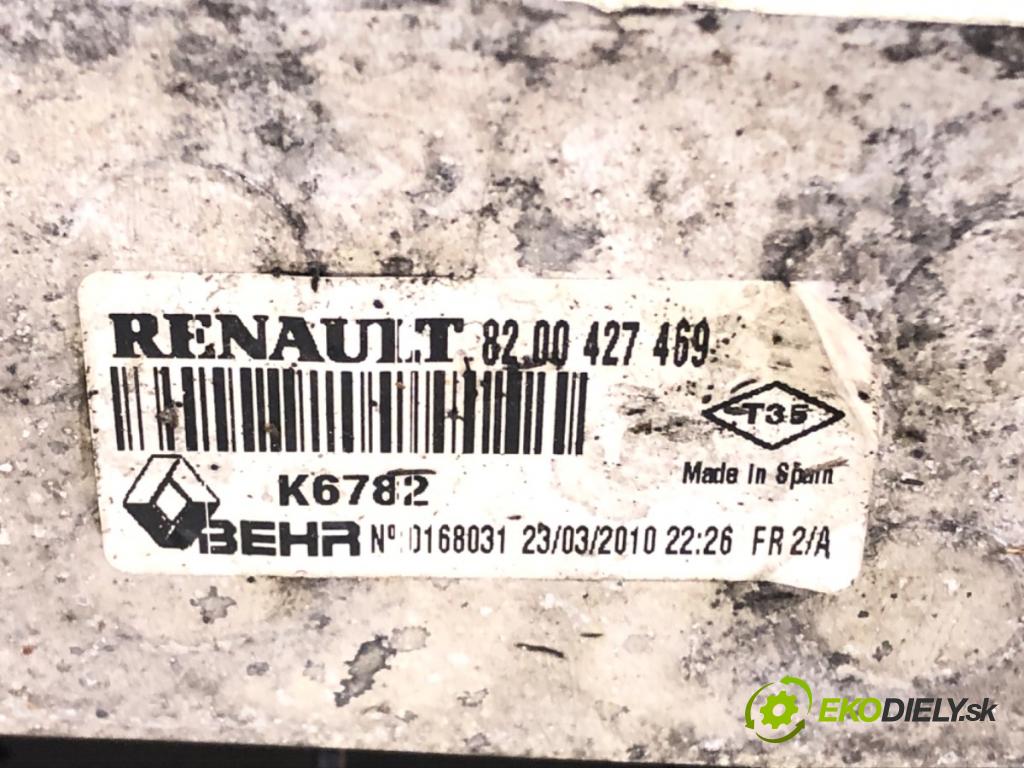 RENAULT 82 00 427 469
T35
Made In Spain
K6782
BEHR Nº: 0168031 23/03/2010 22:26 FR 2/A
EKODIELY.sk